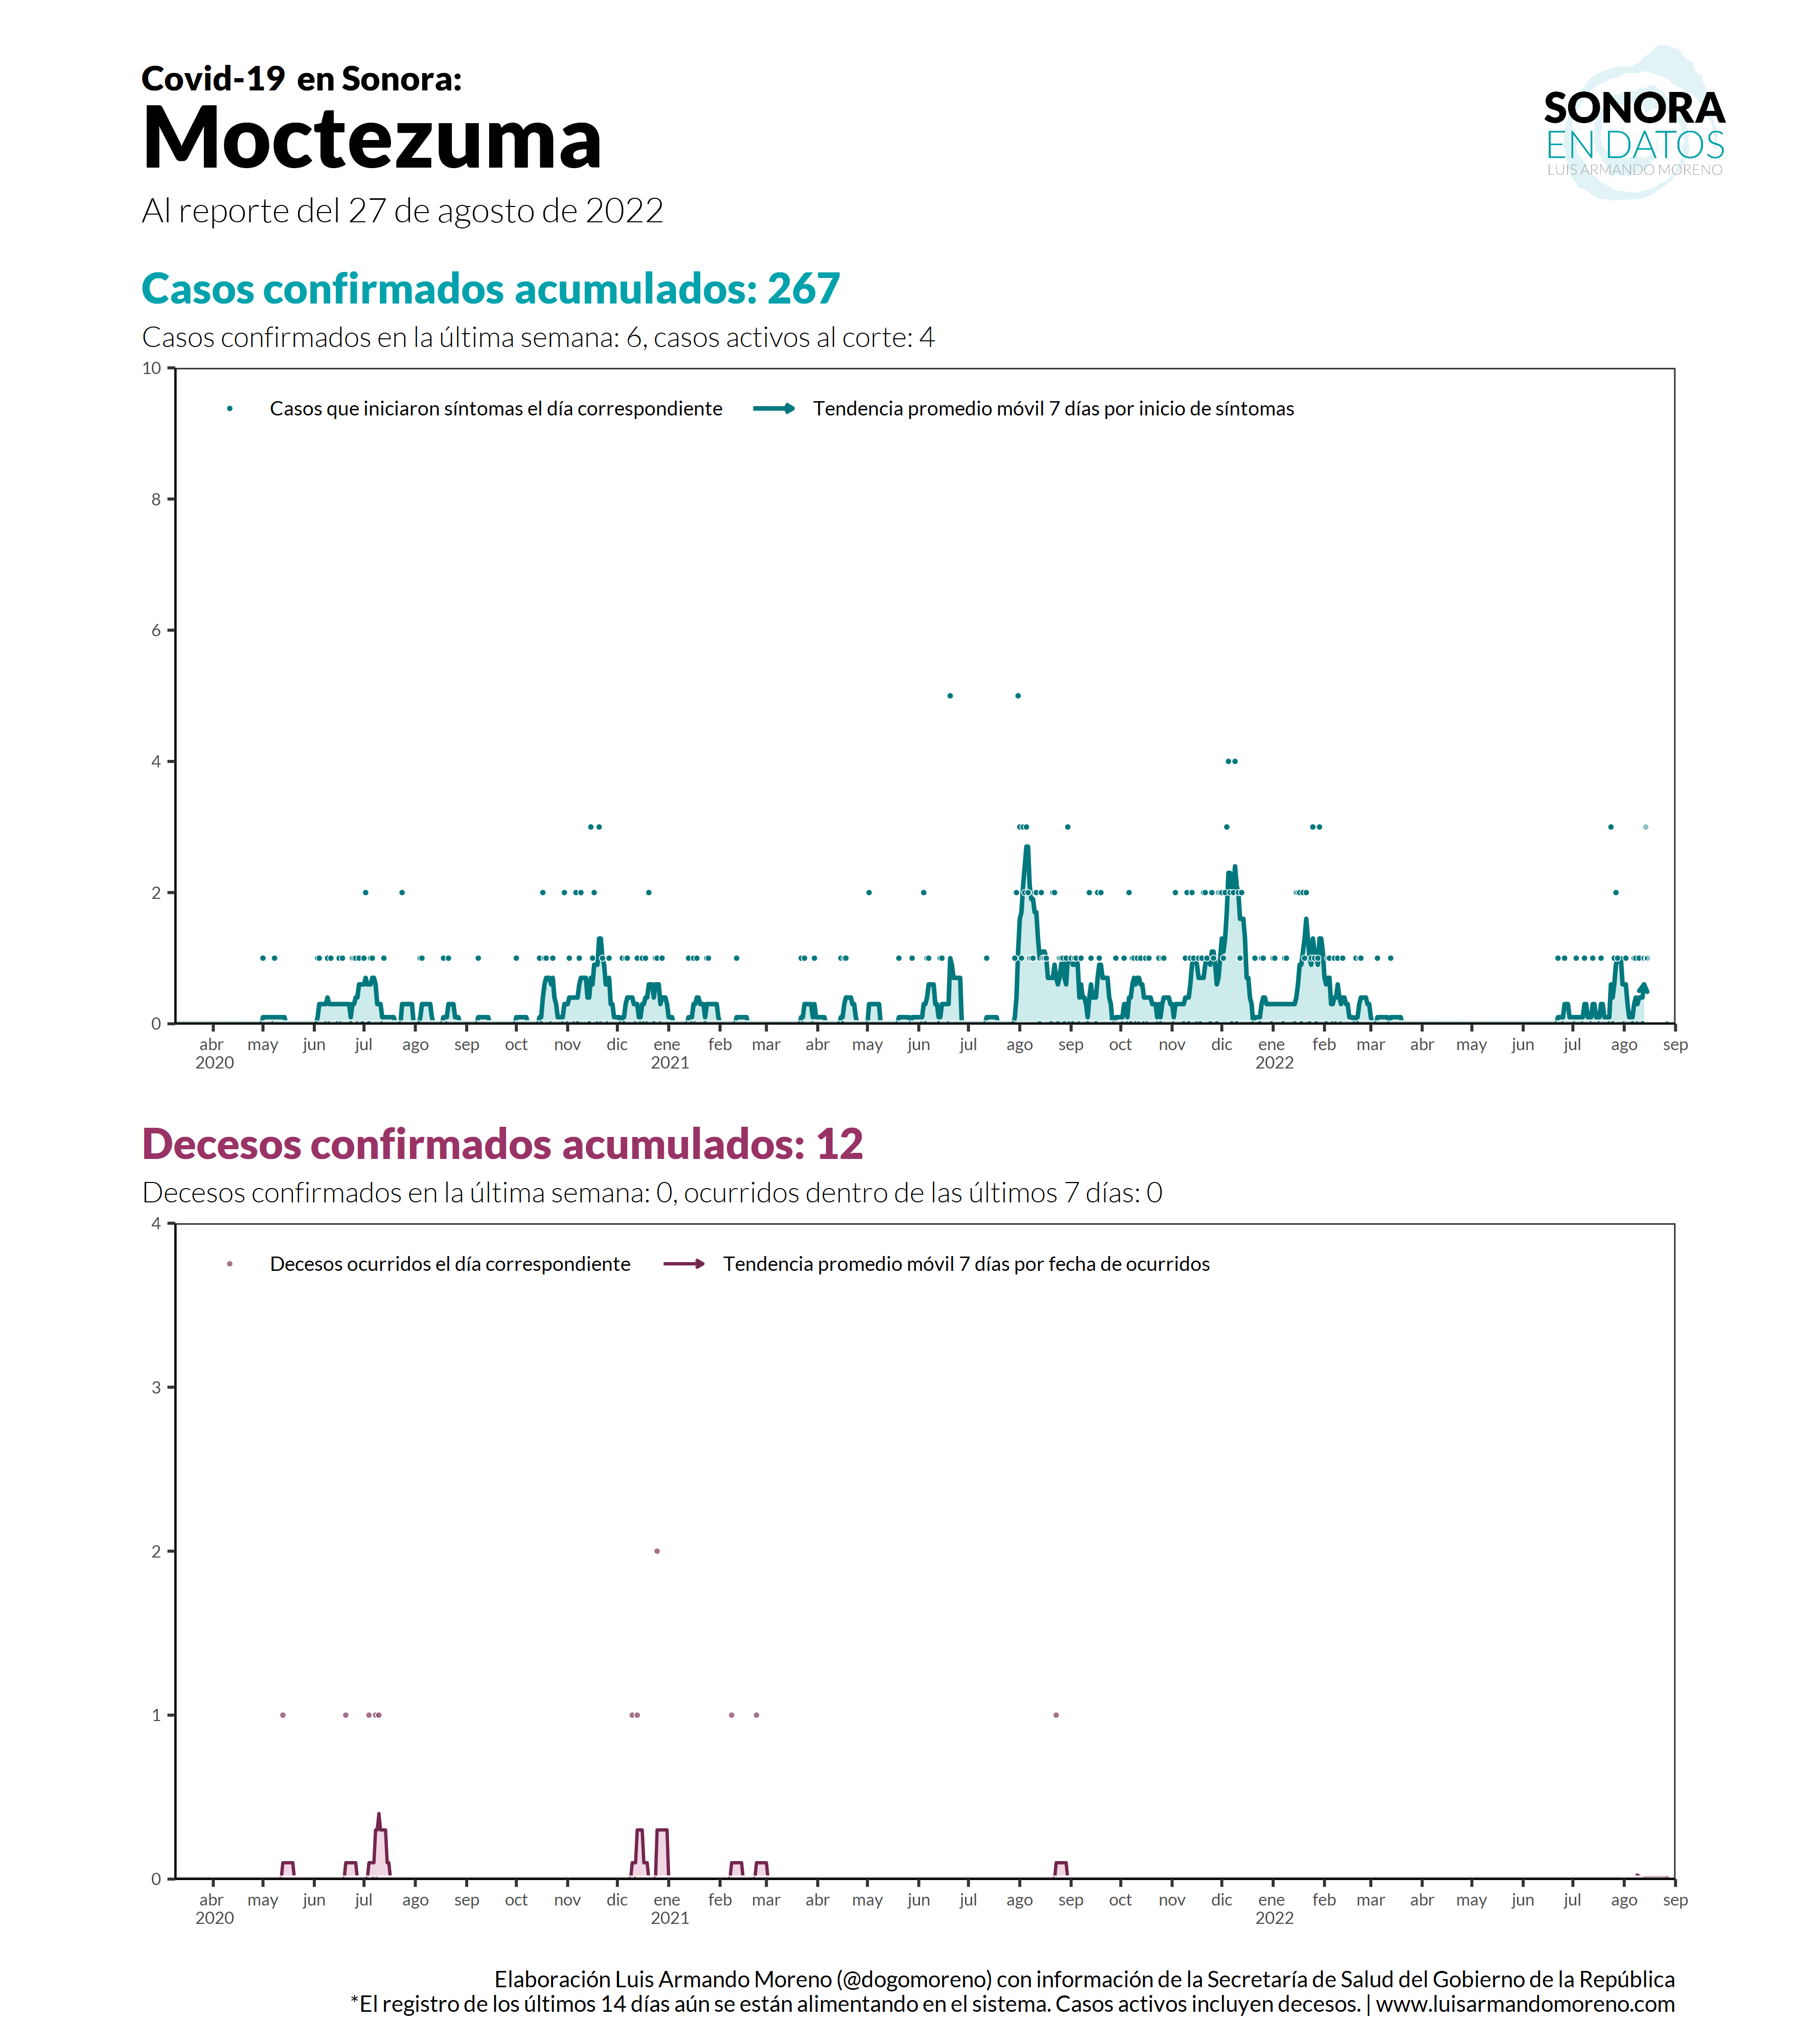 Covid-19 en Sonora:
Moctezuma
Al reporte del 27 de agosto de 2022
SONORA
EN DATOS
LUIS ARMANDO MORENO
Casos confirmados acumulados: 267
Casos confirmados en la última semana: 6, casos activos al corte: 4
Casos que iniciaron síntomas el día correspondiente Tendencia promedio móvil 7 días por inicio de síntomas
10
8
6
4
2
0
abr may jun jul ago sep oct nov dic ene feb mar abr may jun jul ago sep oct nov dic ene feb mar abr may jun jul ago sep
2020 2021 2022
Decesos confirmados acumulados: 12
Decesos confirmados en la última semana: 0, ocurridos dentro de las últimos 7 días: 0
Decesos ocurridos el día correspondiente Tendencia promedio móvil 7 días por fecha de ocurridos
4
3
2
1
0
abr may jun jul ago sep oct nov dic ene feb mar abr may jun jul ago sep oct nov dic ene feb mar abr may jun jul ago sep
2020 2021 2022
Elaboración Luis Armando Moreno (@dogomoreno) con información de la Secretaría de Salud del Gobierno de la República
*El registro de los últimos 14 días aún se están alimentando en el sistema. Casos activos incluyen decesos. | www.luisarmandomoreno.com